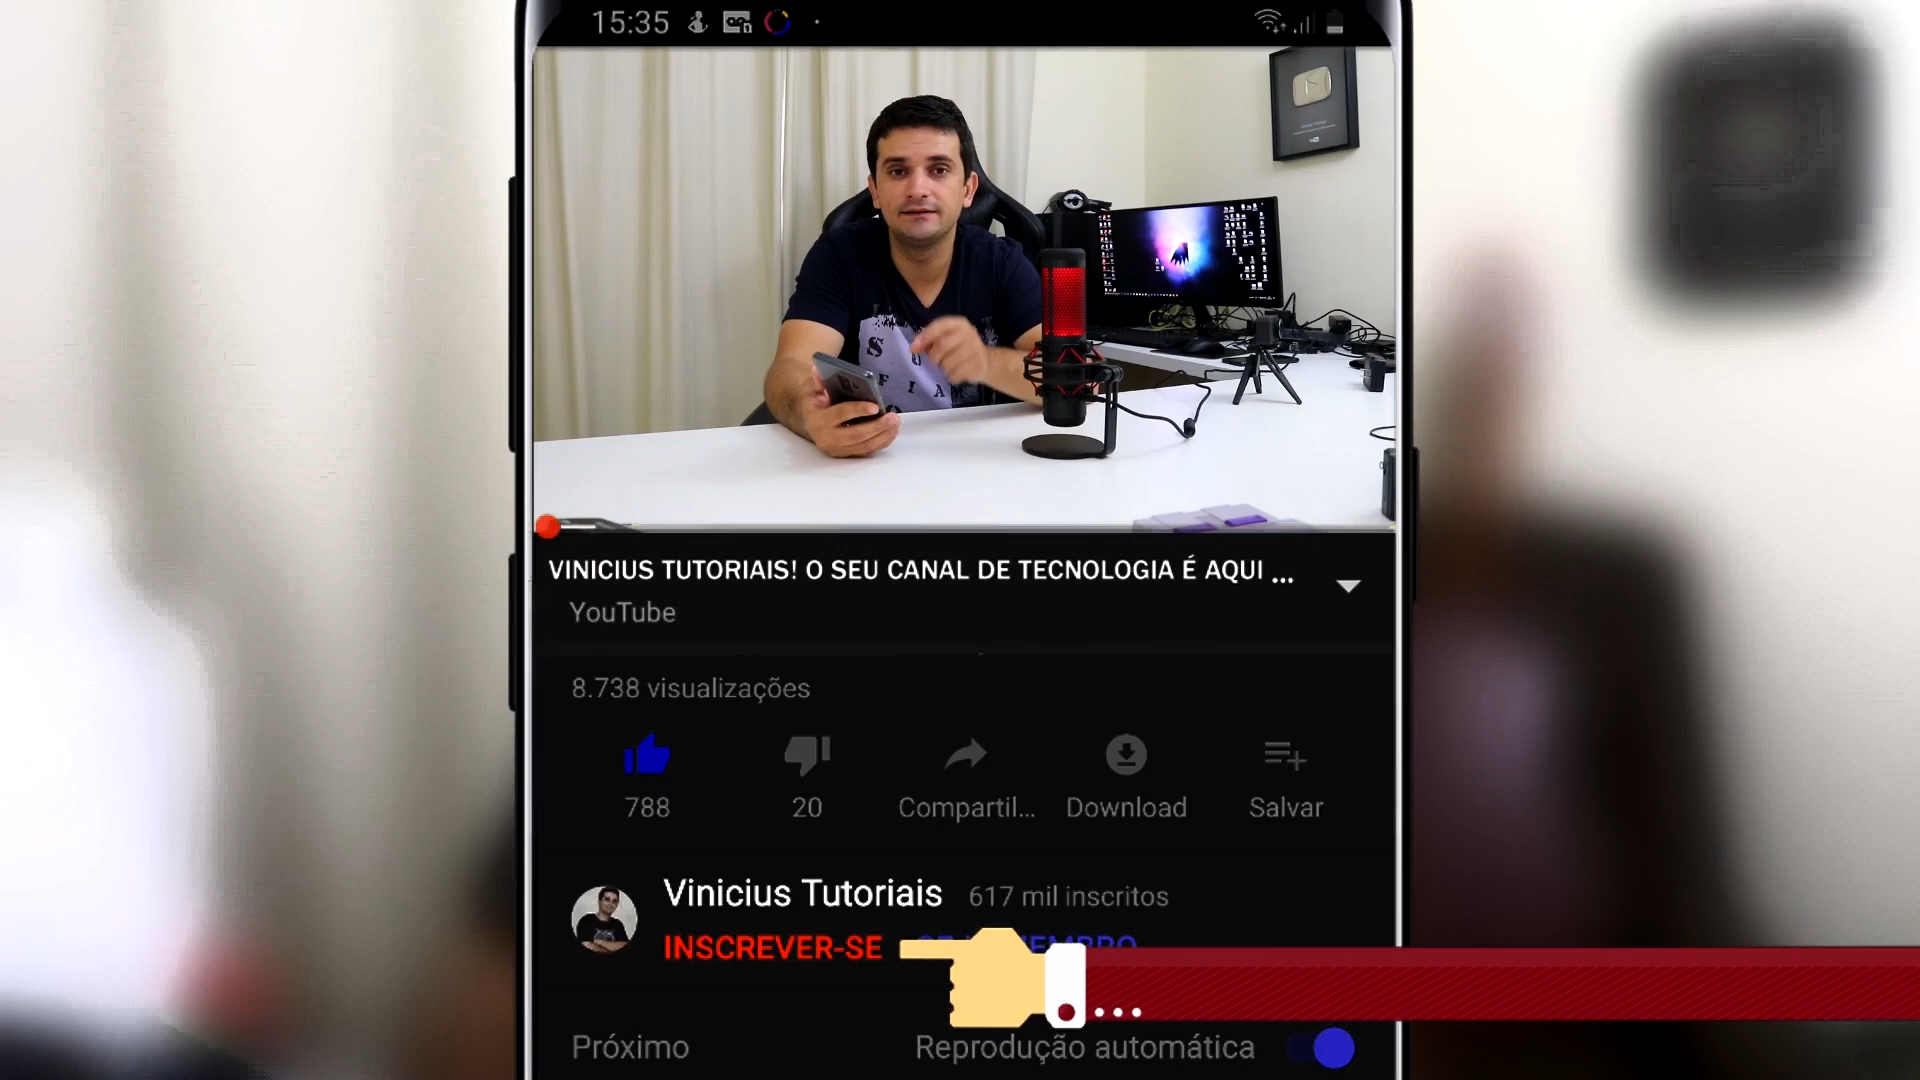 15:35
VINICIUS TUTORIAIS! O SEU CANAL DE TECNOLOGIA É AQUI ...
YouTube
8.738 visualizações
788
20
Compartil...
Download
Salvar
Vinicius Tutoriais 617 mil inscritos
INSCREVER-SE
Próximo
Reprodução automática